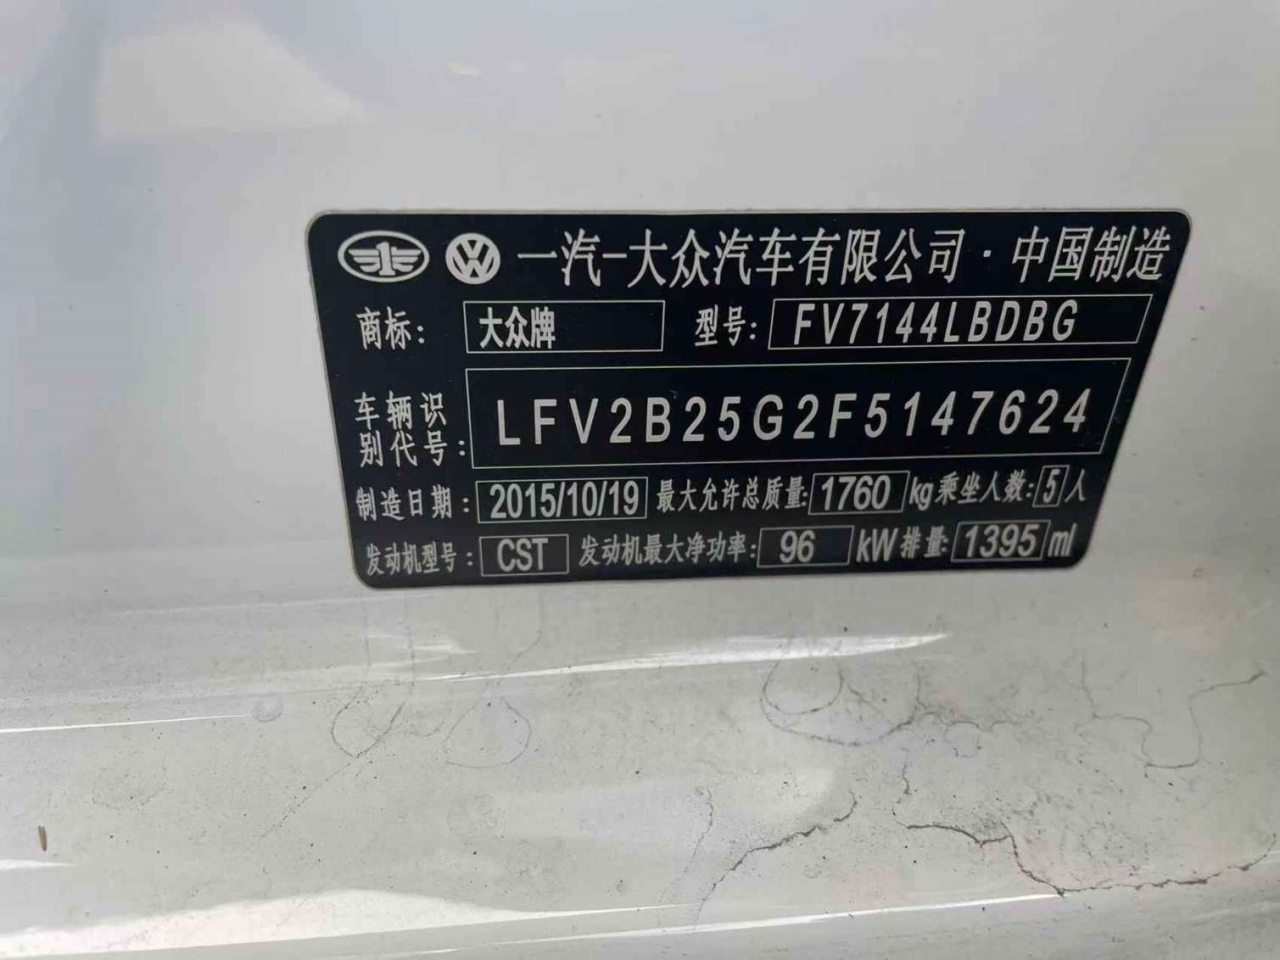 一汽-大众汽车有限公司·中国制造
商标: 大众牌 型号: FV7144LBDBG
车辆识别代号: LFV2B25G2F5147624
制造日期: 2015/10/19 最大允许总质量: 1760 kg 乘坐人数: 5 人
发动机型号: CST 发动机最大净功率: 96 kW 排量: 1395 ml